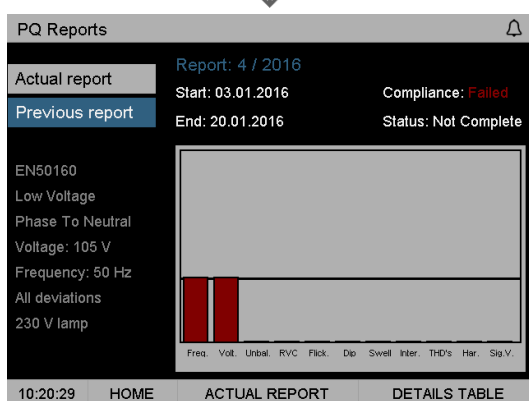 PQ Reports
Actual report
Previous report
EN50160
Low Voltage
Phase To Neutral
Voltage: 105 V
Frequency: 50 Hz
All deviations
230 V lamp
Report: 4 / 2016
Start: 03.01.2016
Compliance: Failed
End: 20.01.2016
Status: Not Complete
Freq. Volt. Unbal. RVC Flick. Dip Swell Inter. THD's Har. Sig.V.
10:20:29 HOME ACTUAL REPORT DETAILS TABLE